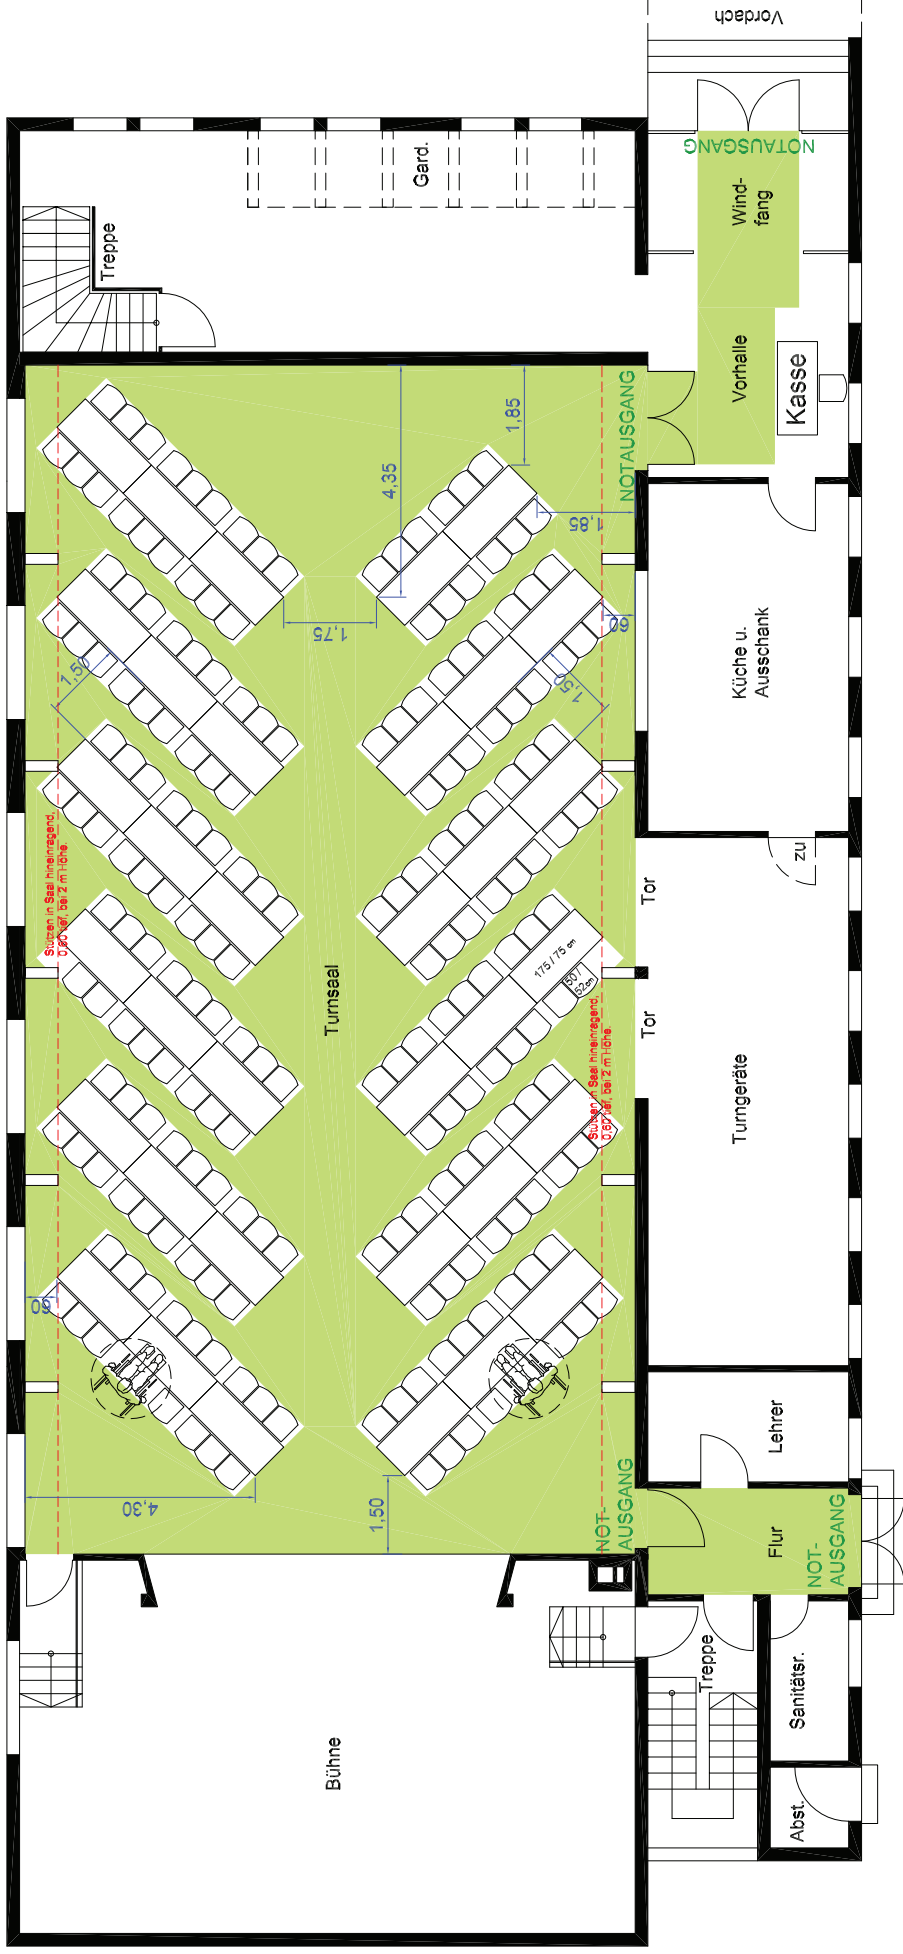 Vordach
NOTAUSGANG
Wind-
fang
Gard.
Treppe
Vorhalle
Kasse
NOTAUSGANG
1,85
4,35
1,85
1,75
60
1,50
1,50
Küche u.
Ausschank
zu
Stützen in Saal hineinragend,
0,60 tief, bei 2 m Höhe.
Turnsaal
175 / 75 cm
50 /
52cm
Tor
Tor
Stützen in Saal hineinragend,
0,60 tief, bei 2 m Höhe.
Turngeräte
60
4,30
1,50
Lehrer
NOT-
AUSGANG
Flur
NOT-
AUSGANG
Treppe
Sanitätsr.
Bühne
Abst.